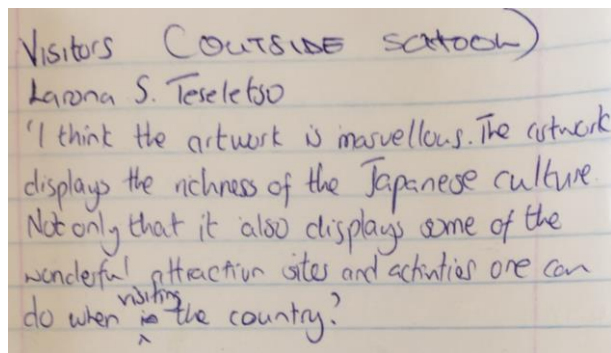 Visitors (OUTSIDE SCHOOL)
Larona S. Teseletso
'I think the artwork is marvellous. The artwork
displays the richness of the Japanese culture.
Not only that it also displays some of the
wonderful attraction sites and activities one can
do when visiting the country.'